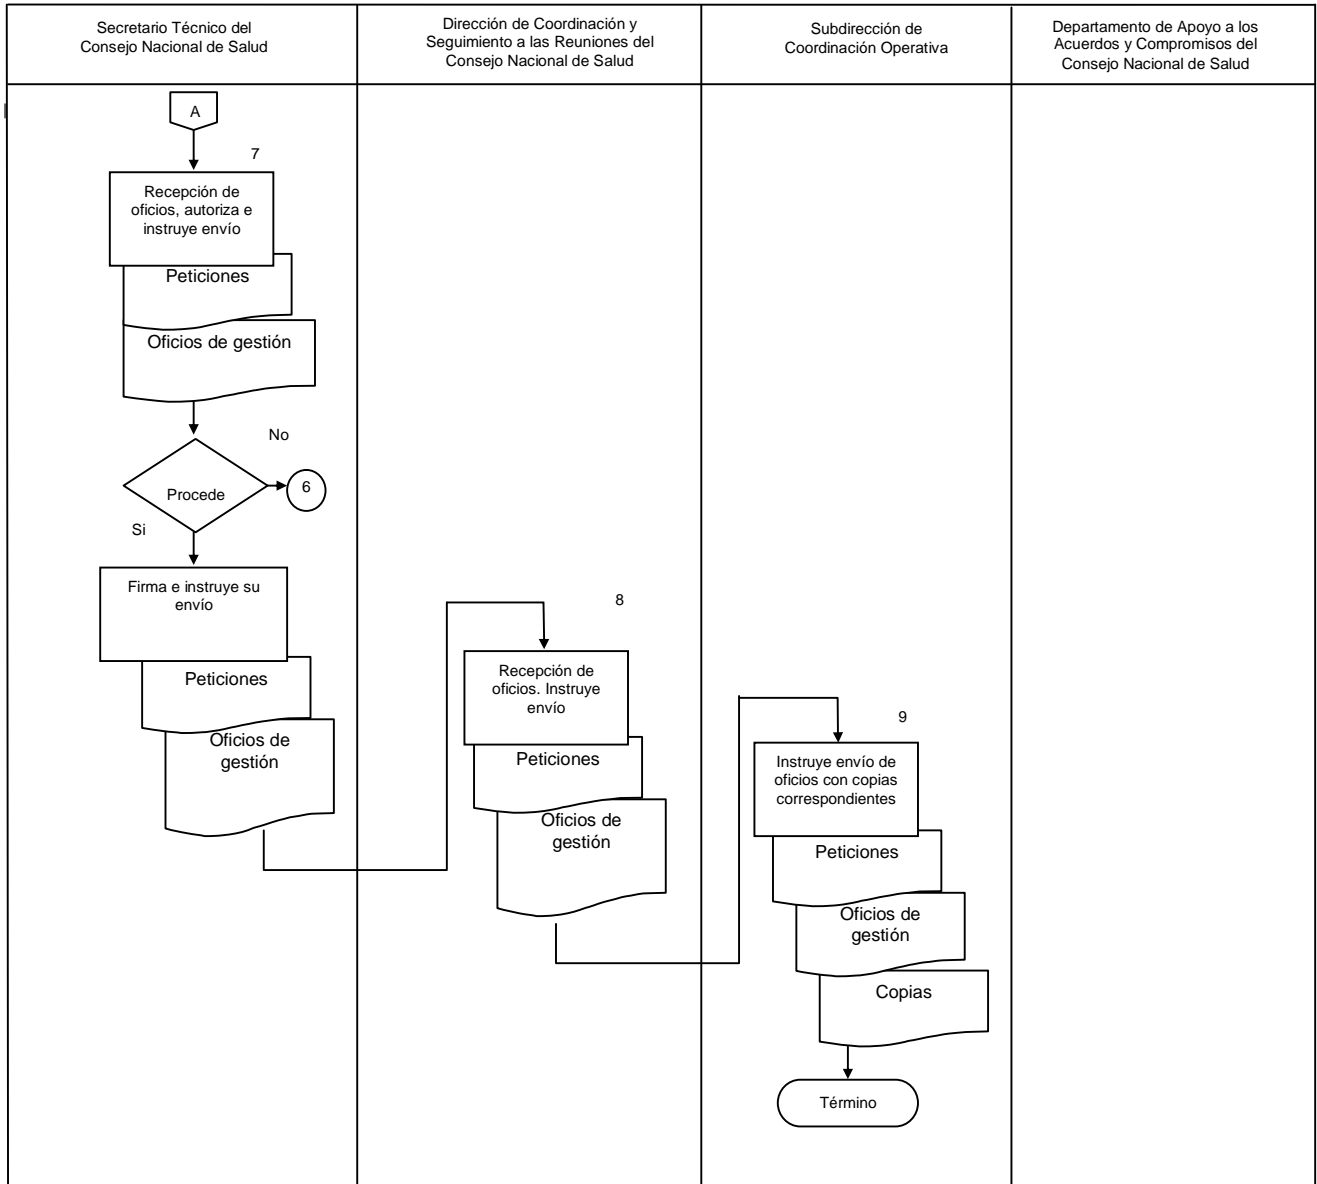 Secretario Técnico del
Consejo Nacional de Salud
Dirección de Coordinación y
Seguimiento a las Reuniones del
Consejo Nacional de Salud
Subdirección de
Coordinación Operativa
Departamento de Apoyo a los
Acuerdos y Compromisos del
Consejo Nacional de Salud
A
7
Recepción de
oficios, autoriza e
instruye envío
Peticiones
Oficios de gestión
No
Procede
6
Si
Firma e instruye su
envío
Peticiones
Oficios de
gestión
8
Recepción de
oficios. Instruye
envío
Peticiones
Oficios de
gestión
9
Instruye envío de
oficios con copias
correspondientes
Peticiones
Oficios de
gestión
Copias
Término